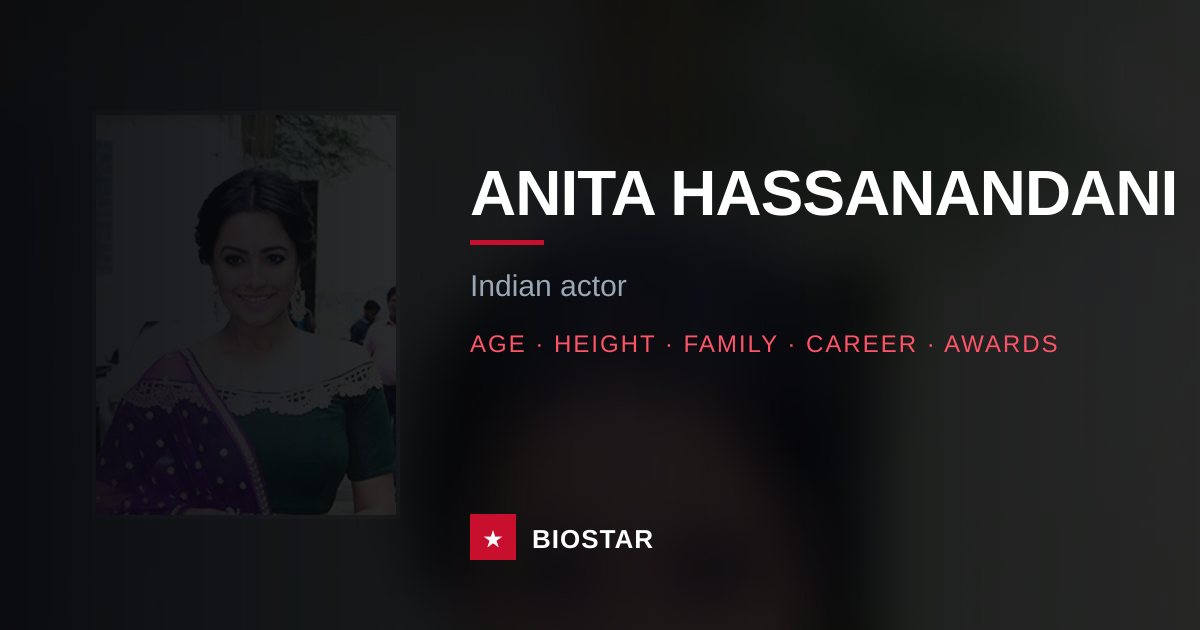 ANITA HASSANANDANI
Indian actor
AGE · HEIGHT · FAMILY · CAREER · AWARDS
★ BIOSTAR